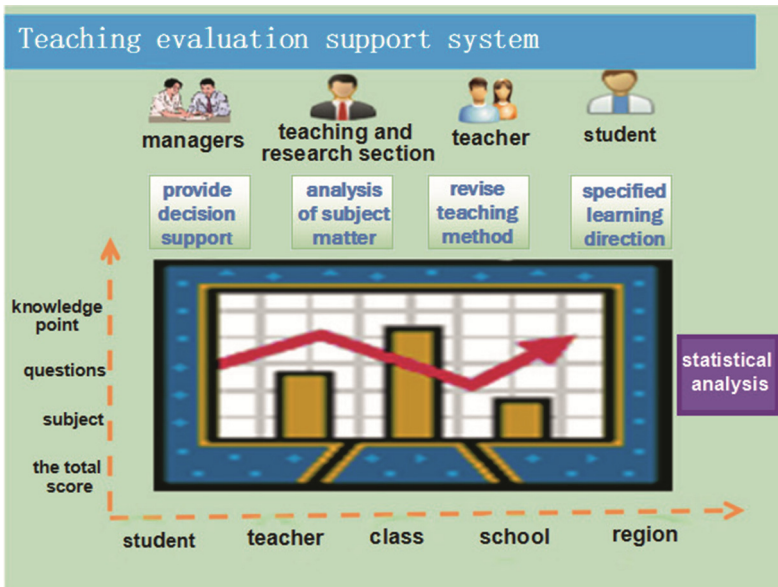 Teaching evaluation support system
managers
teaching and
research section
teacher
student
provide
decision
support
analysis
of subject
matter
revise
teaching
method
specified
learning
direction
knowledge
point
questions
subject
the total
score
statistical
analysis
student
teacher
class
school
region